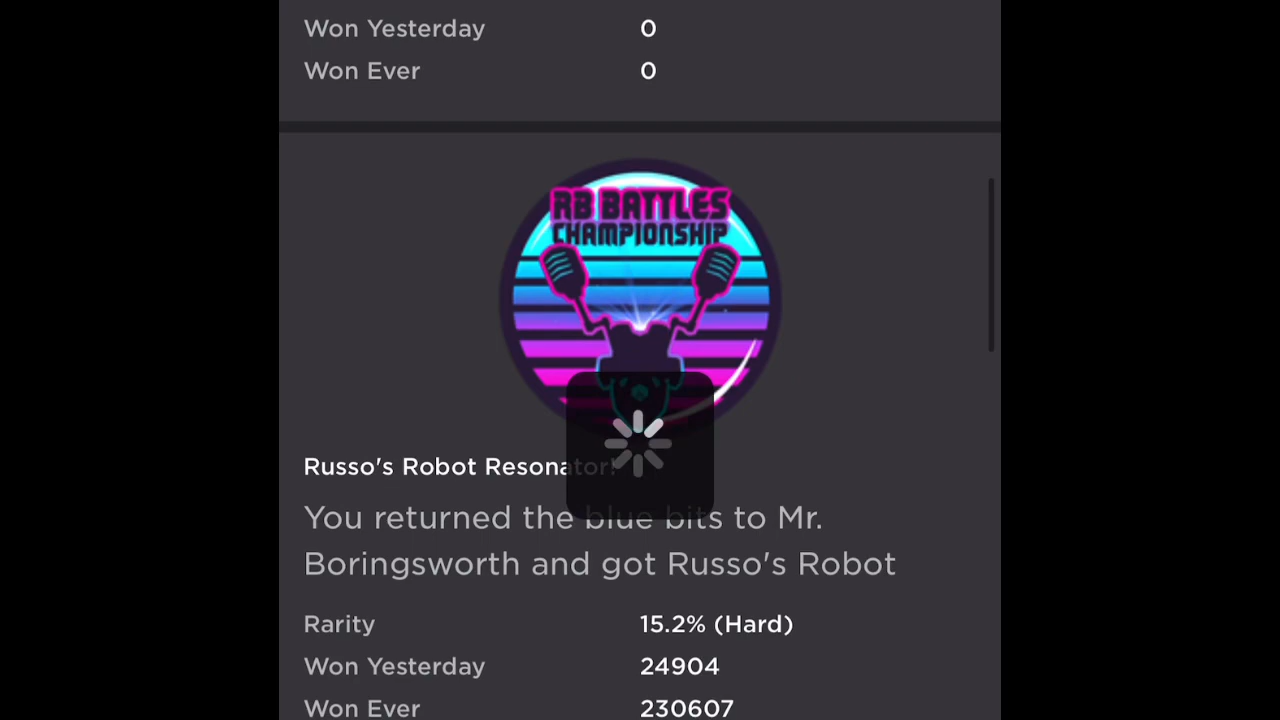 Won Yesterday 0
Won Ever 0
RB BATTLES
CHAMPIONSHIP
Russo's Robot Resonator!
You returned the blue bits to Mr.
Boringsworth and got Russo's Robot
Rarity 15.2% (Hard)
Won Yesterday 24904
Won Ever 230607